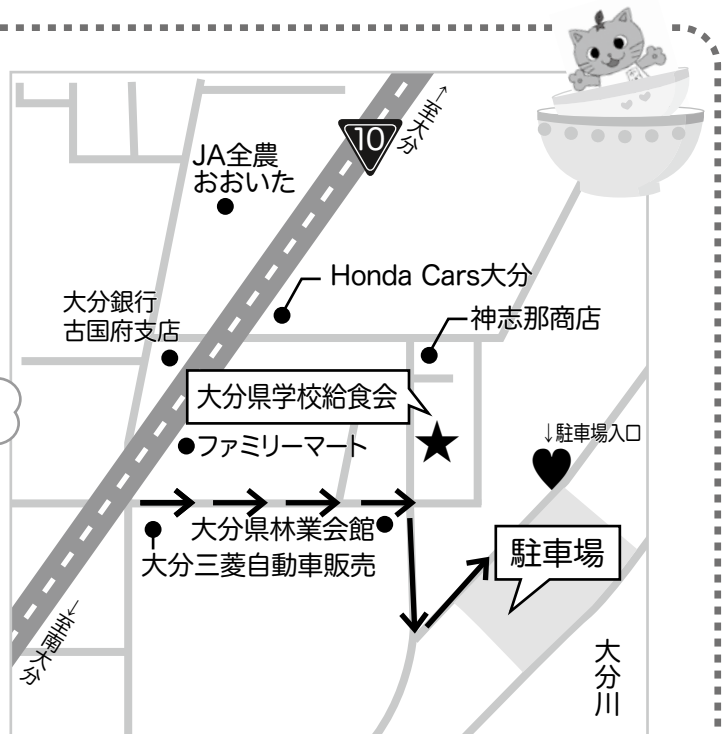 10
←至大分
JA全農
おおいた
Honda Cars大分
大分銀行
古国府支店
神志那商店
大分県学校給食会
ファミリーマート
↓駐車場入口
大分県林業会館
大分三菱自動車販売
駐車場
←至南大分
大分川